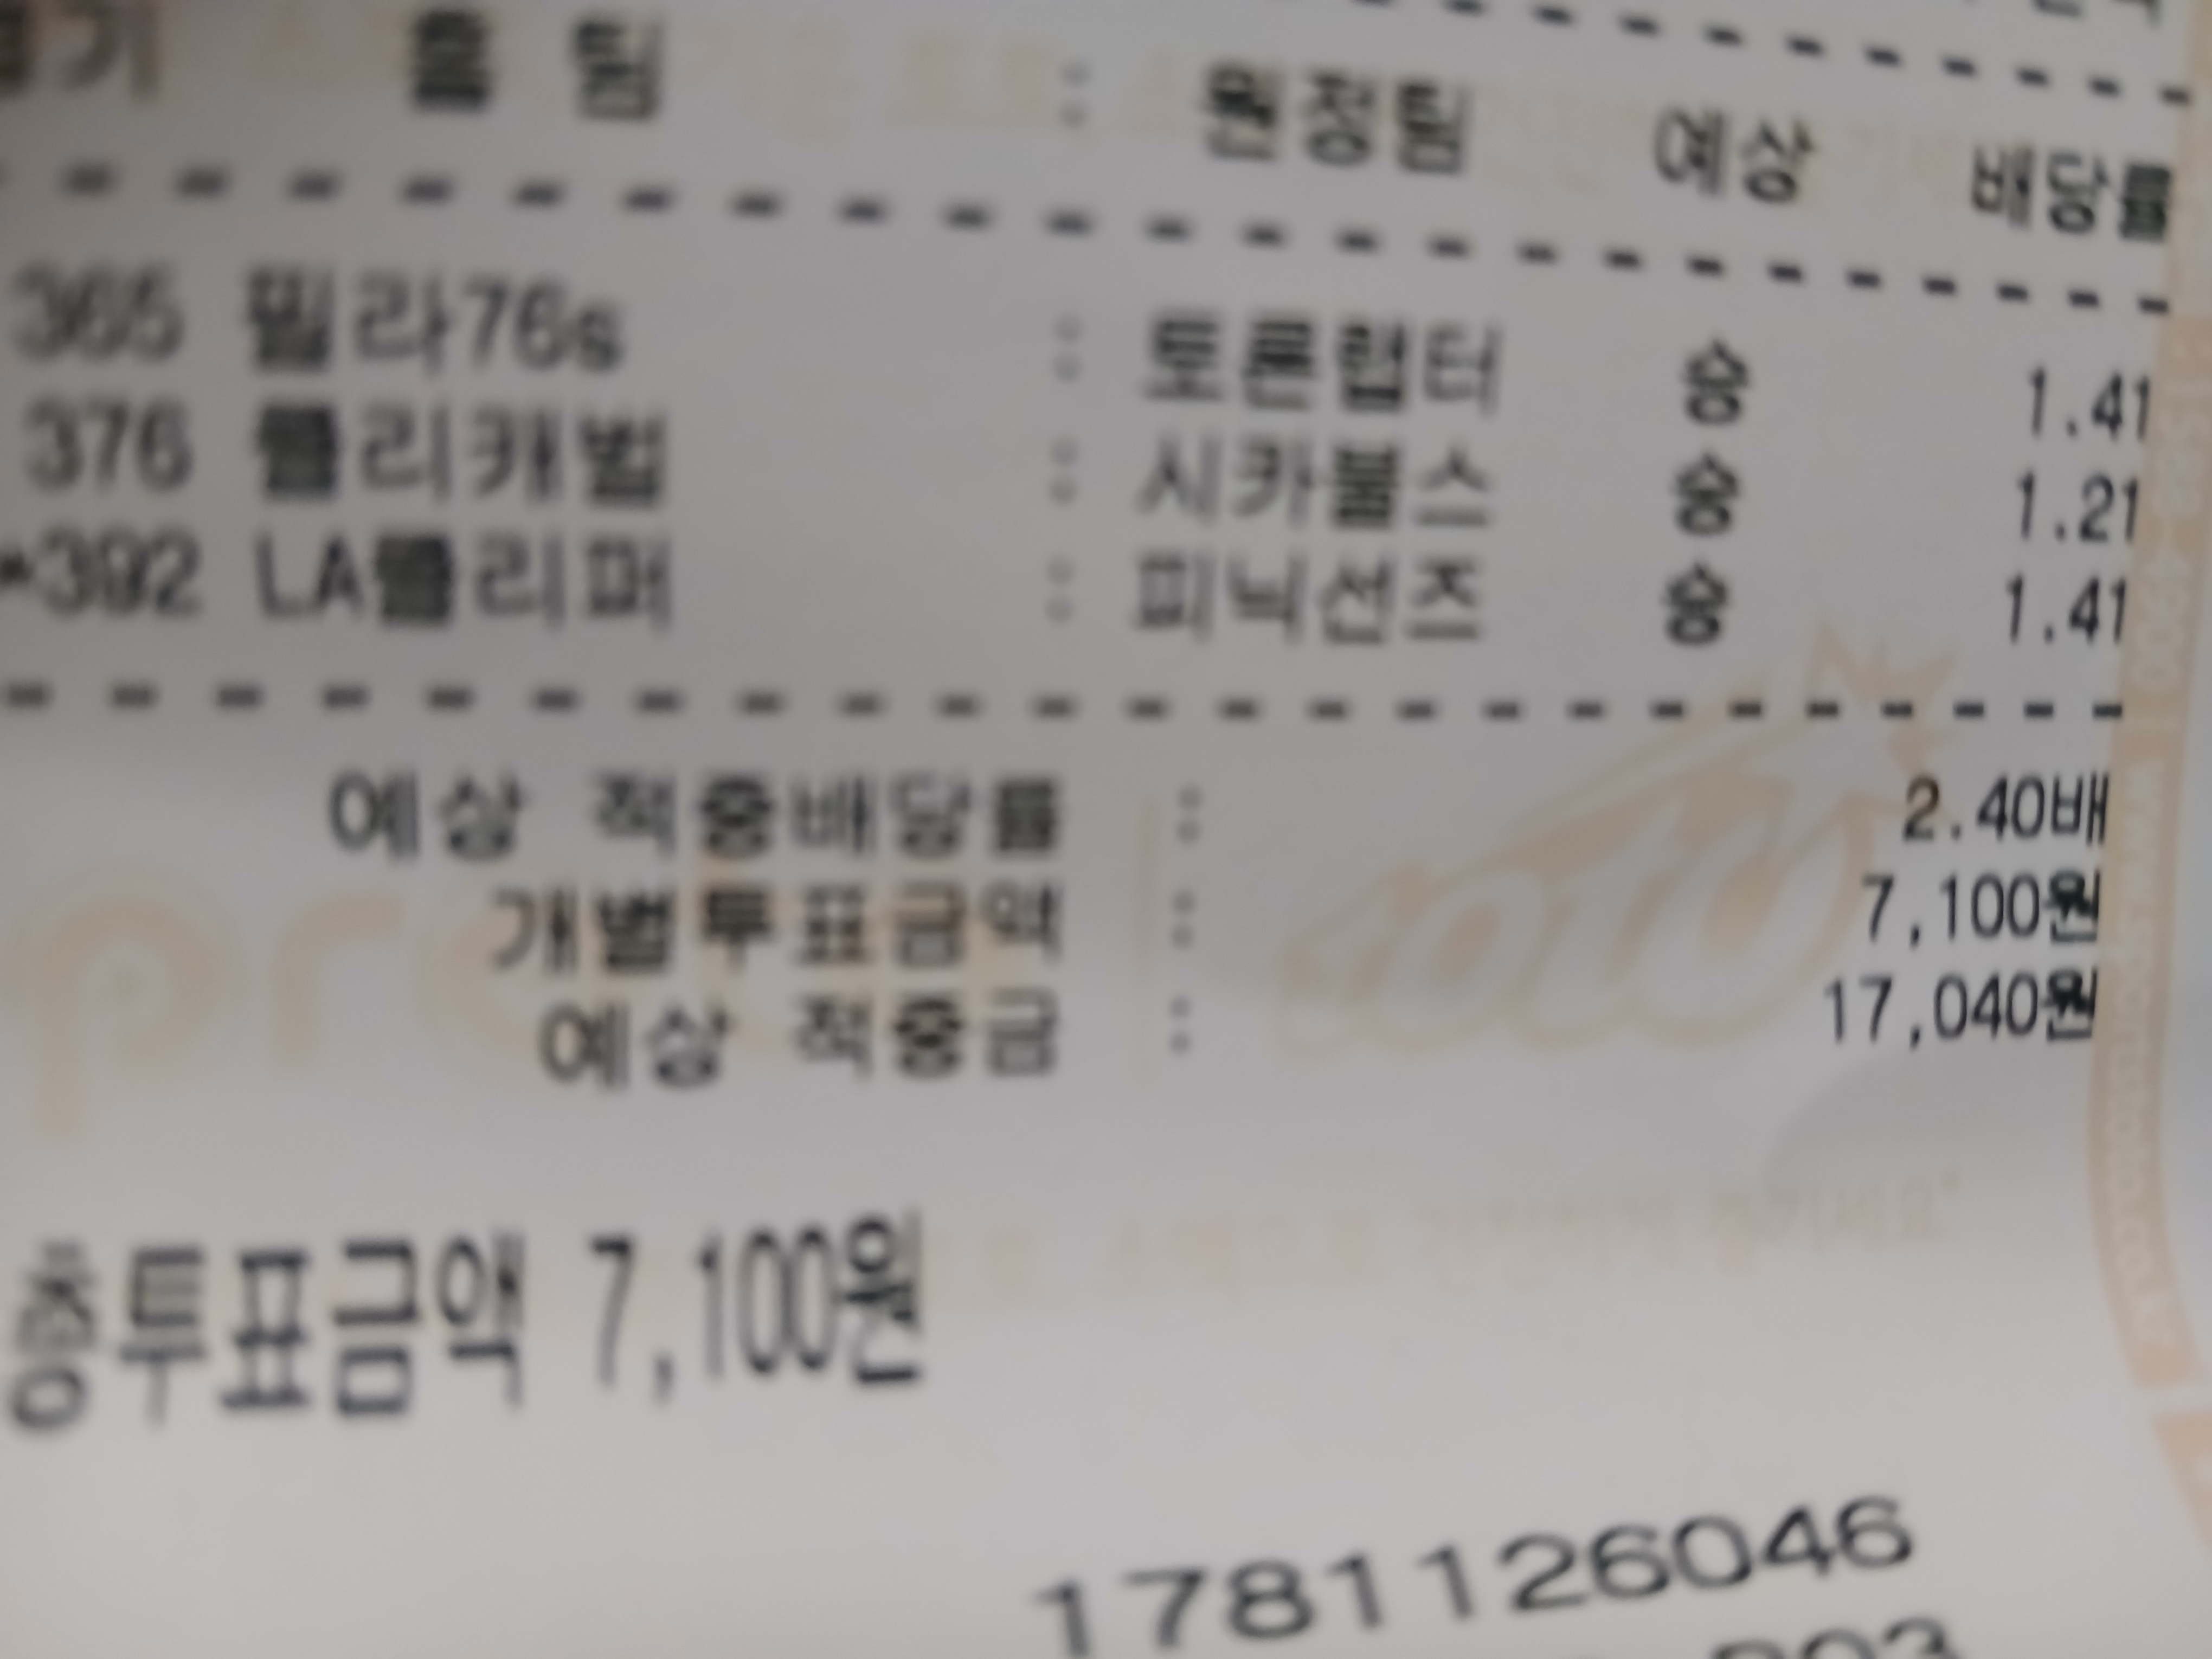 홈 팀 : 원정팀 예상 배당률
365 필라76s : 토론랩터 승 1.41
376 클리캐벌 : 시카불스 승 1.21
*392 LA클리퍼 : 피닉선즈 승 1.41
예상 적중배당률 : 2.40배
개별투표금액 : 7,100원
예상 적중금 : 17,040원
총투표금액 7,100원
1781126046